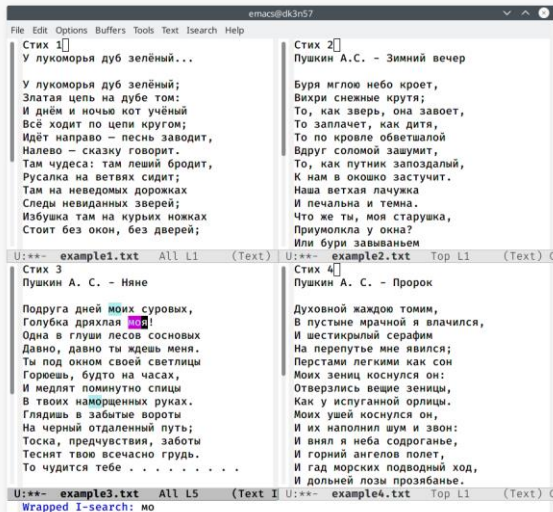 emacs@dk3n57
File Edit Options Buffers Tools Text Isearch Help
Стих 1
У лукоморья дуб зелёный...
У лукоморья дуб зелёный;
Златая цепь на дубе том:
И днём и ночью кот учёный
Всё ходит по цепи кругом;
Идёт направо — песнь заводит,
Налево — сказку говорит.
Там чудеса: там леший бродит,
Русалка на ветвях сидит;
Там на неведомых дорожках
Следы невиданных зверей;
Избушка там на курьих ножках
Стоит без окон, без дверей;
U:**- example1.txt All L1 (Text)
Стих 2
Пушкин А.С. - Зимний вечер
Буря мглою небо кроет,
Вихри снежные крутя;
То, как зверь, она завоет,
То заплачет, как дитя,
То по кровле обветшалой
Вдруг соломой зашумит,
То, как путник запоздалый,
К нам в окошко застучит.
Наша ветхая лачужка
И печальна и темна.
Что же ты, моя старушка,
Приумолкла у окна?
Или бури завываньем
U:**- example2.txt Top L1 (Text)
Стих 3
Пушкин А. С. - Няне
Подруга дней моих суровых,
Голубка дряхлая моя!
Одна в глуши лесов сосновых
Давно, давно ты ждешь меня.
Ты под окном своей светлицы
Горюешь, будто на часах,
И медлят поминутно спицы
В твоих наморщенных руках.
Глядишь в забытые вороты
На черный отдаленный путь;
Тоска, предчувствия, заботы
Теснят твою всечасно грудь.
То чудится тебе . . . . . . . . .
U:**- example3.txt All L5 (Text I
Стих 4
Пушкин А. С. - Пророк
Духовной жаждою томим,
В пустыне мрачной я влачился,
И шестикрылый серафим
На перепутье мне явился;
Перстами легкими как сон
Моих зениц коснулся он:
Отверзлись вещие зеницы,
Как у испуганной орлицы.
Моих ушей коснулся он,
И их наполнил шум и звон:
И внял я неба содроганье,
И горний ангелов полет,
И гад морских подводный ход,
И дольней лозы прозябанье.
U:**- example4.txt Top L1 (Text)
Wrapped I-search: мо